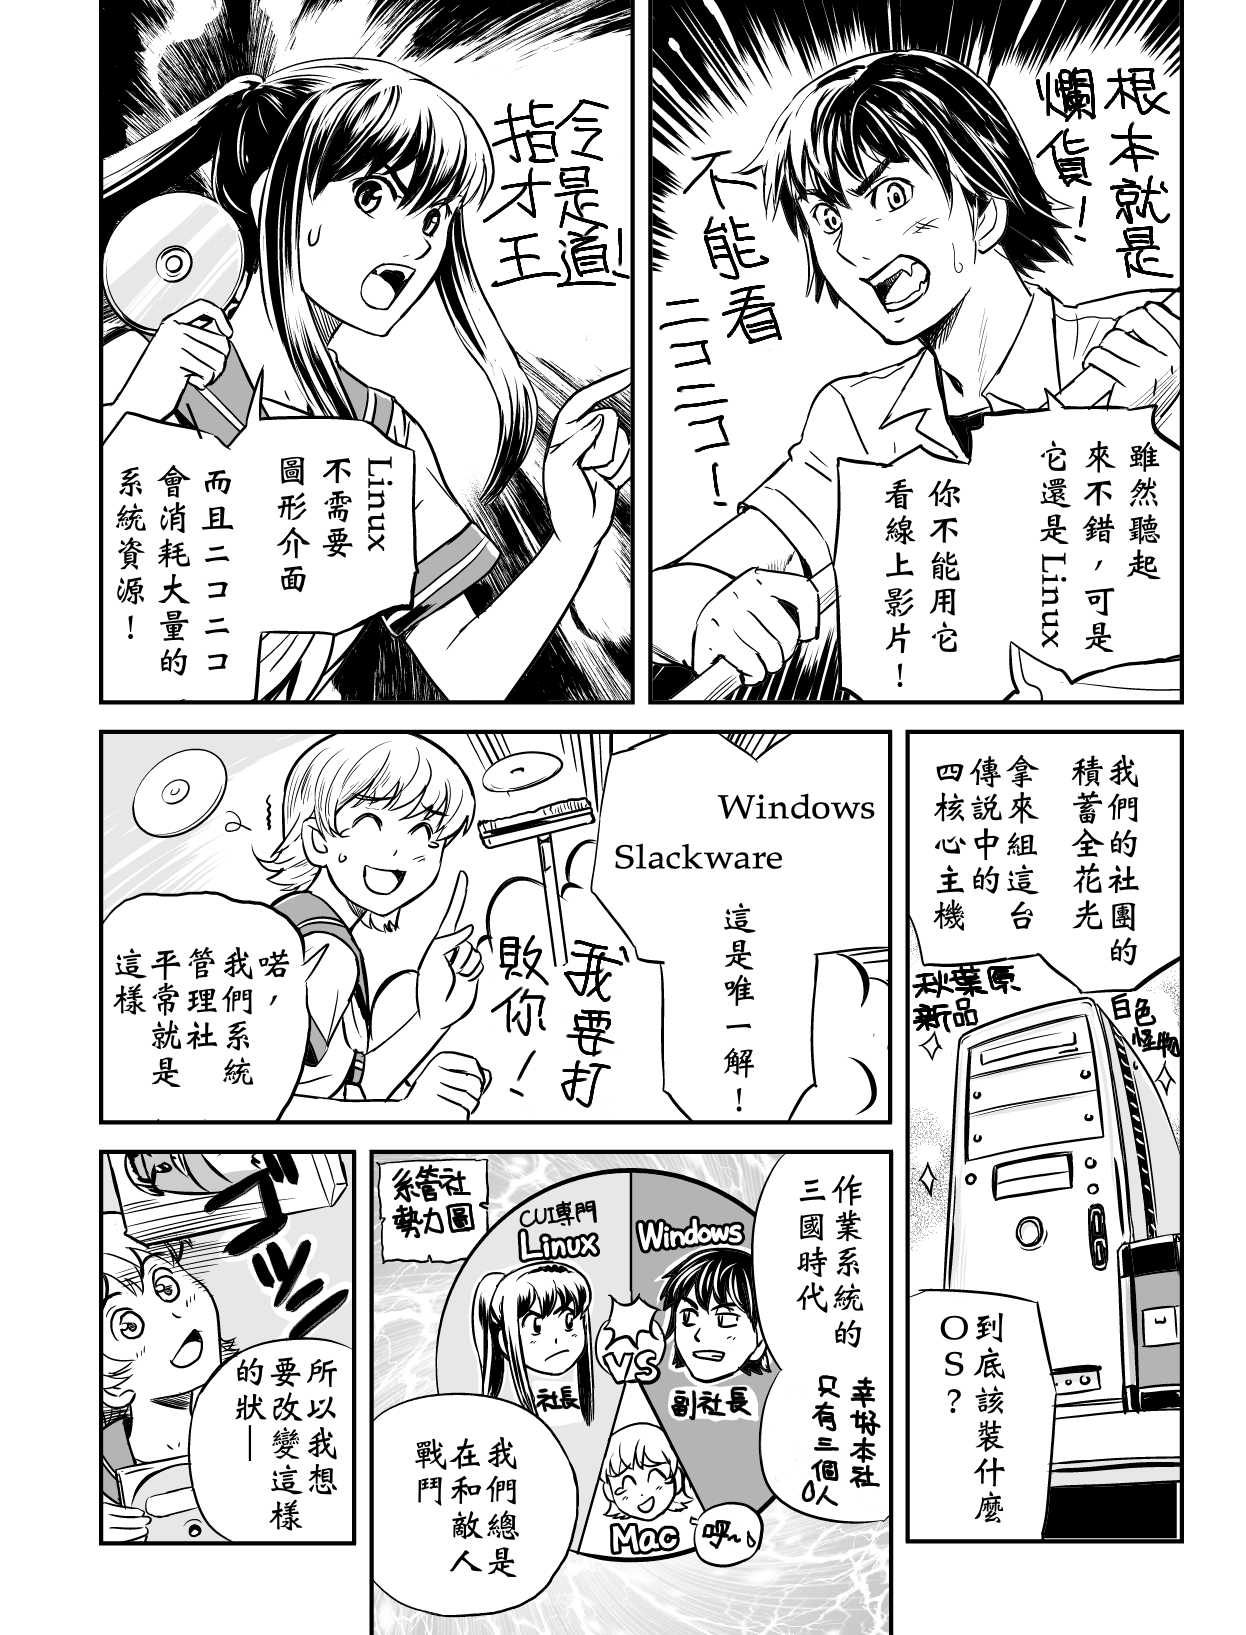 根本就是
爛貨！
不能看
ニコニコ！
雖然聽起
來不錯，可是
它還是Linux
你不能用它
看線上影片！
指令
才是
王道!
Linux
不需要
圖形介面
而且ニコニコ
會消耗大量的
系統資源！
我們的社團的
積蓄全花光
拿來組這台
傳說中的
四核心主機
秋葉原
新品
白色
怪物
到底該裝什麼
OS？
Windows
Slackware
這是唯一解！
我要打
敗你！
喏，
我們系統
管理社
平常就是
這樣
作業系統的
三國時代
幸好本社
只有三個人
系管社
勢力圖
CUI專門
Linux
社長
Windows
副社長
VS
Mac
呼~
我們總是
在和敵人
戰鬥
所以我想
要改變這樣
的狀—